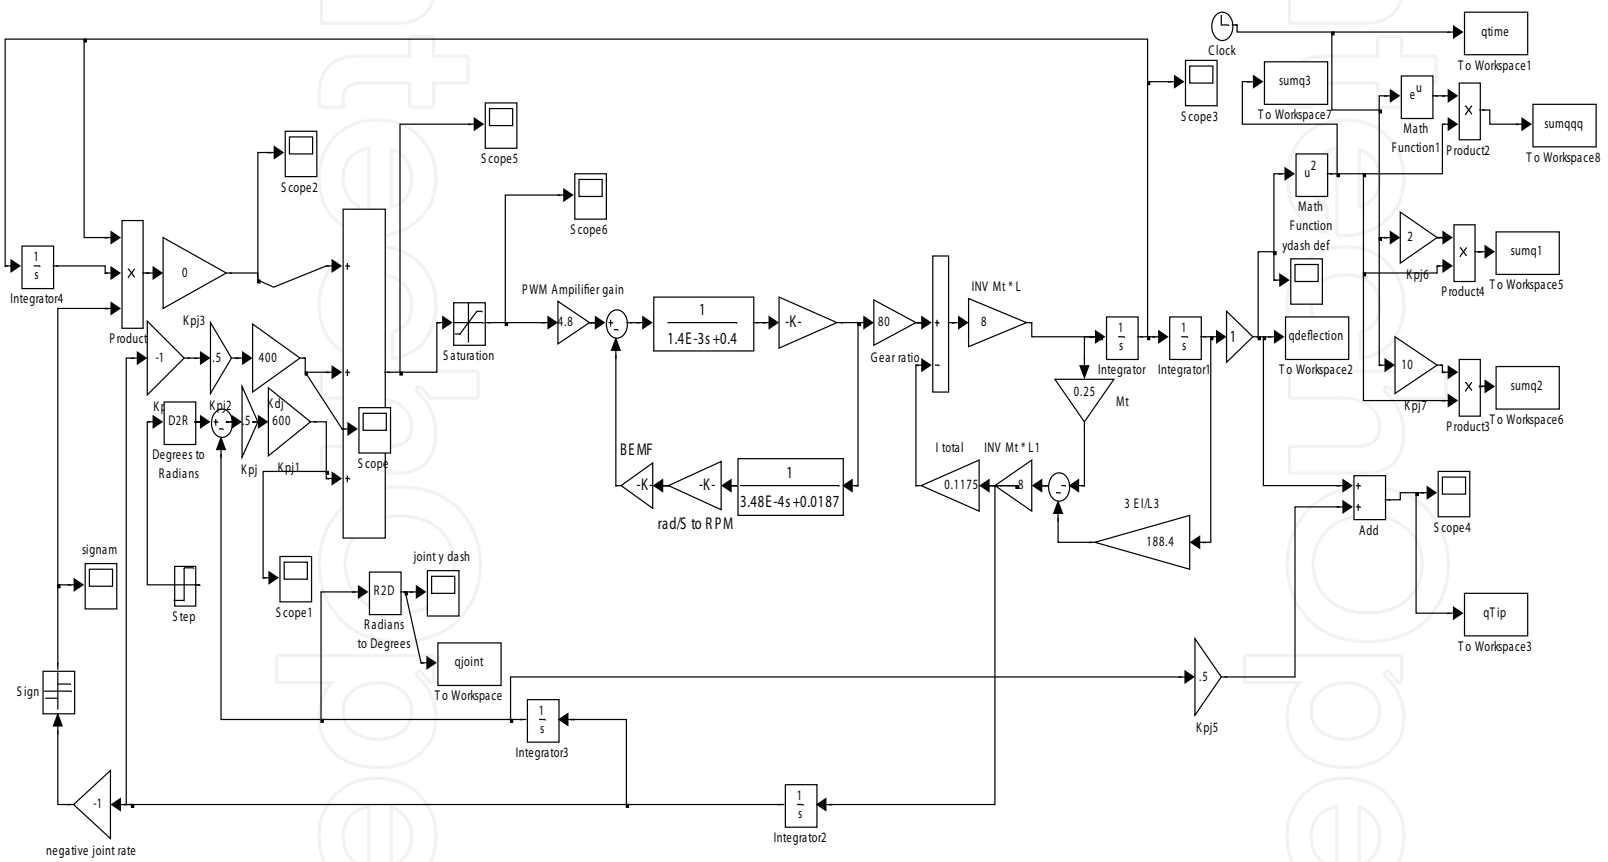 Clock
qtime
To Workspace1
Scope3
sumq3
To Workspace7
e^u
Math
Function1
×
Product2
sumqqq
To Workspace8
Scope2
Scope5
Scope6
u^2
Math
Function
ydash def
1
s
Integrator4
×
Product
0
Kpj3
-1
.5
Kpj2
400
Kdj
D2R
Degrees to
Radians
+
-
.5
Kpj
600
Kpj1
+
+
+
Scope
Saturation
PWM Ampilifier gain
4.8
+
-
1
1.4E-3s+0.4
-K-
80
Gear ratio
+
-
INV Mt * L
8
1
s
Integrator
1
s
Integrator1
1
qdeflection
To Workspace2
2
Kpj6
×
Product4
sumq1
To Workspace5
10
Kpj7
×
Product3
sumq2
To Workspace6
0.25
Mt
BEMF
-K-
-K-
rad/S to RPM
1
3.48E-4s+0.0187
I total
0.1175
INV Mt * L1
8
-
-
3 EI/L3
188.4
+
+
Add
Scope4
qTip
To Workspace3
signam
Step
Scope1
R2D
Radians
to Degrees
joint y dash
qjoint
To Workspace
Sign
1
s
Integrator3
.5
Kpj5
-1
negative joint rate
1
s
Integrator2